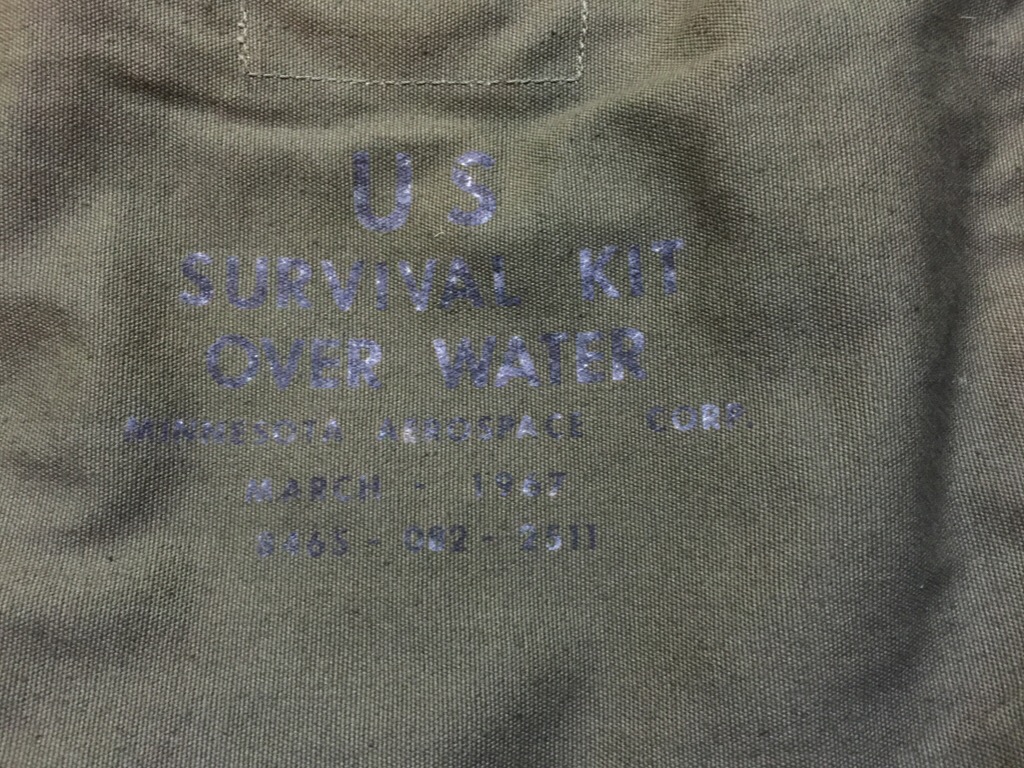 US
SURVIVAL KIT
OVER WATER
MINNESOTA AEROSPACE CORP.
MARCH - 1967
8465-082-2511